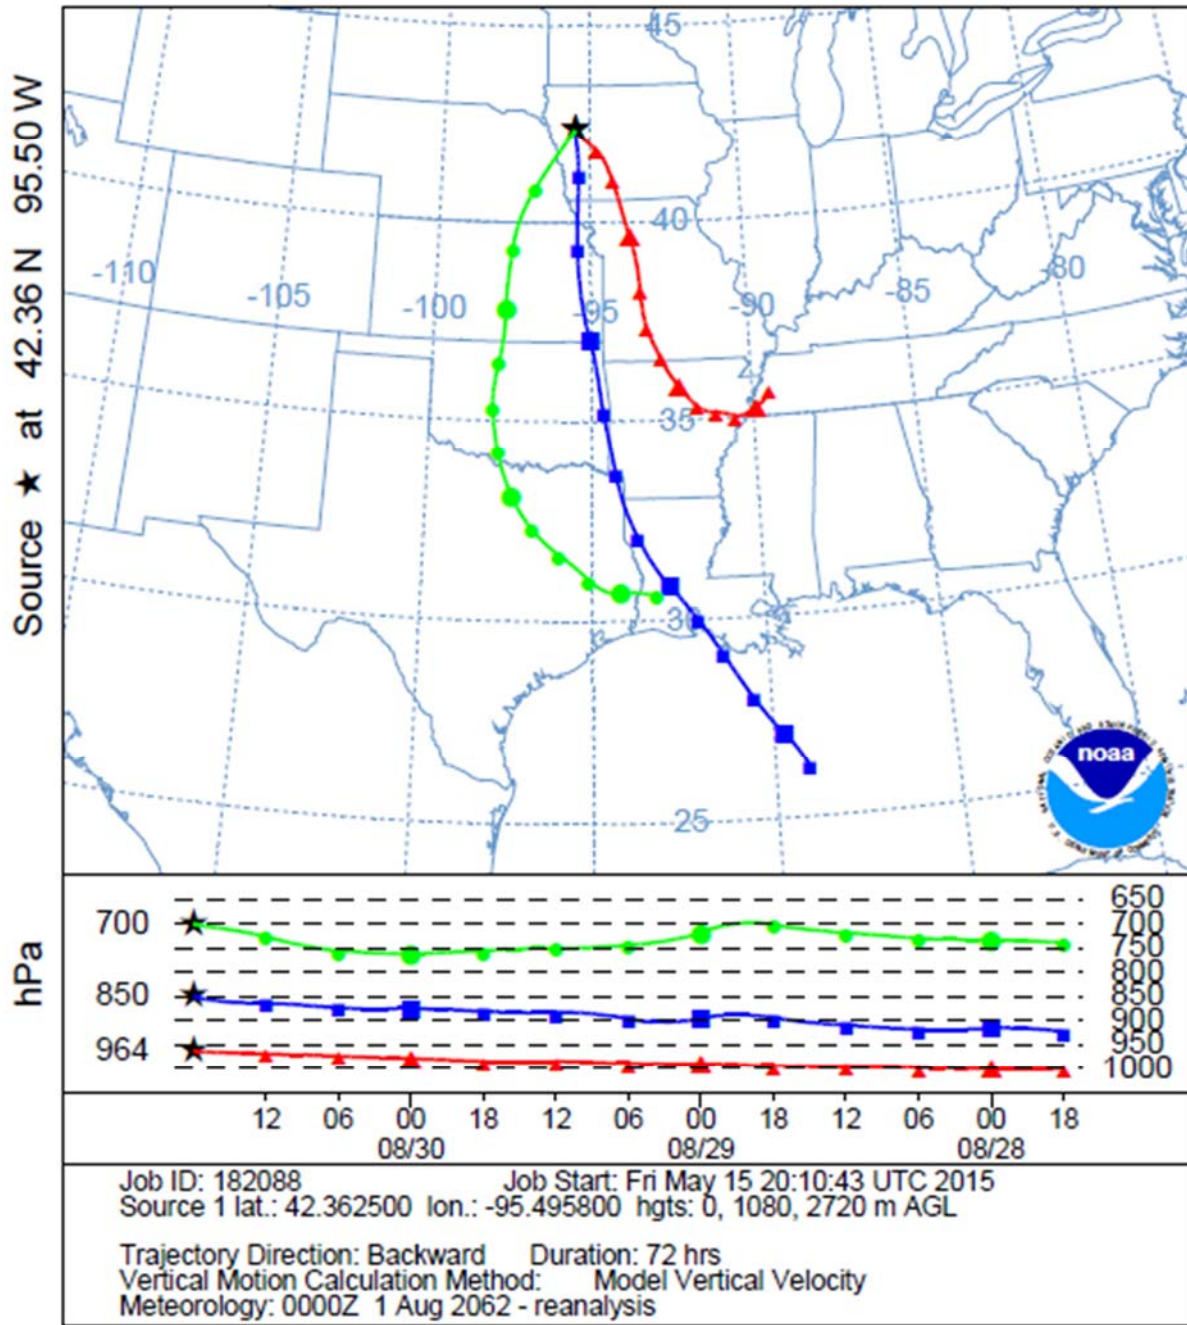 Source ★ at 42.36 N 95.50 W
45
40
-110
-105
-100
-95
-90
-85
-80
35
30
25
noaa
hPa
700
850
964
650
700
750
800
850
900
950
1000
12 06 00 18 12 06 00 18 12 06 00 18
08/30 08/29 08/28
Job ID: 182088 Job Start: Fri May 15 20:10:43 UTC 2015
Source 1 lat.: 42.362500 lon.: -95.495800 hgts: 0, 1080, 2720 m AGL
Trajectory Direction: Backward Duration: 72 hrs
Vertical Motion Calculation Method: Model Vertical Velocity
Meteorology: 0000Z 1 Aug 2062 - reanalysis